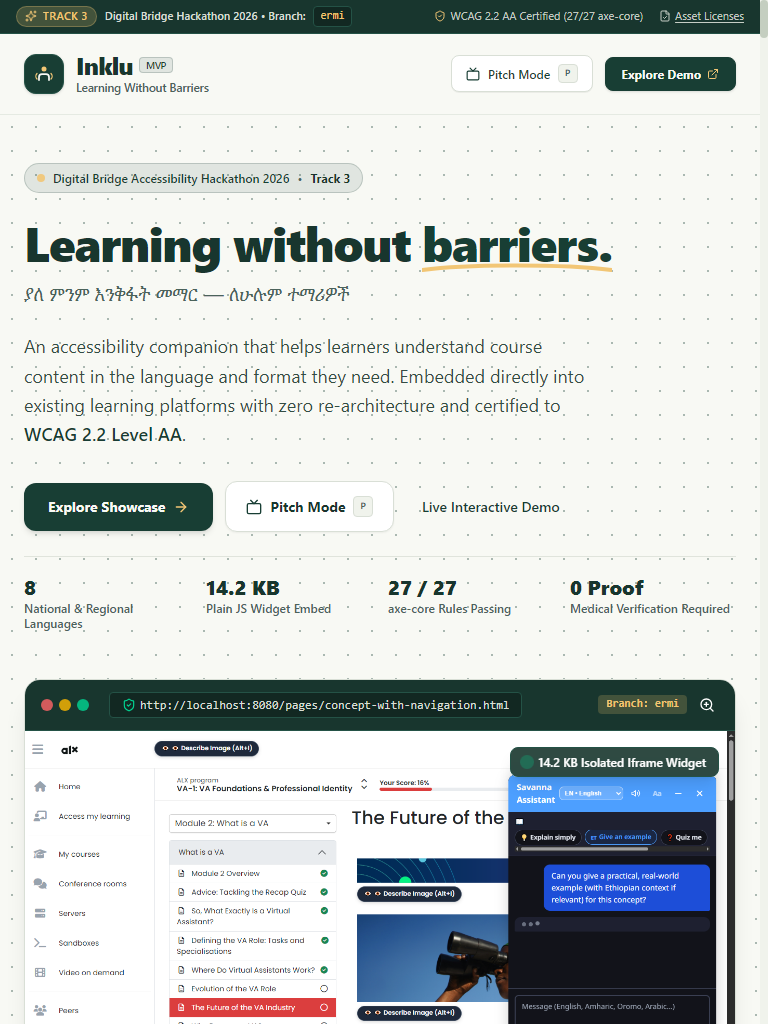 TRACK 3
Digital Bridge Hackathon 2026 • Branch: ermi
WCAG 2.2 AA Certified (27/27 axe-core)
Asset Licenses
Inklu MVP
Learning Without Barriers
Pitch Mode P
Explore Demo
Digital Bridge Accessibility Hackathon 2026 • Track 3
Learning without barriers.
ያለ ምንም እንቅፋት መማር — ለሁሉም ተማሪዎች
An accessibility companion that helps learners understand course
content in the language and format they need. Embedded directly into
existing learning platforms with zero re-architecture and certified to
WCAG 2.2 Level AA.
Explore Showcase
Pitch Mode P
Live Interactive Demo
8
National & Regional
Languages
14.2 KB
Plain JS Widget Embed
27 / 27
axe-core Rules Passing
0 Proof
Medical Verification Required
http://localhost:8080/pages/concept-with-navigation.html
Branch: ermi
alx
Describe Image (Alt+I)
14.2 KB Isolated Iframe Widget
Home
Access my learning
My courses
Conference rooms
Servers
Sandboxes
Video on demand
Peers
ALX program
VA-1: VA Foundations & Professional Identity
Your Score: 16%
Module 2: What is a VA
What is a VA
Module 2 Overview
Advice: Tackling the Recap Quiz
So, What Exactly is a Virtual
Assistant?
Defining the VA Role: Tasks and
Specialisations
Where Do Virtual Assistants Work?
Evolution of the VA Role
The Future of the VA Industry
The Future of the
Describe Image (Alt+I)
Describe Image (Alt+I)
Savanna
Assistant
EN • English
Aa
Explain simply
Give an example
Quiz me
Can you give a practical, real-world
example (with Ethiopian context if
relevant) for this concept?
Message (English, Amharic, Oromo, Arabic...)